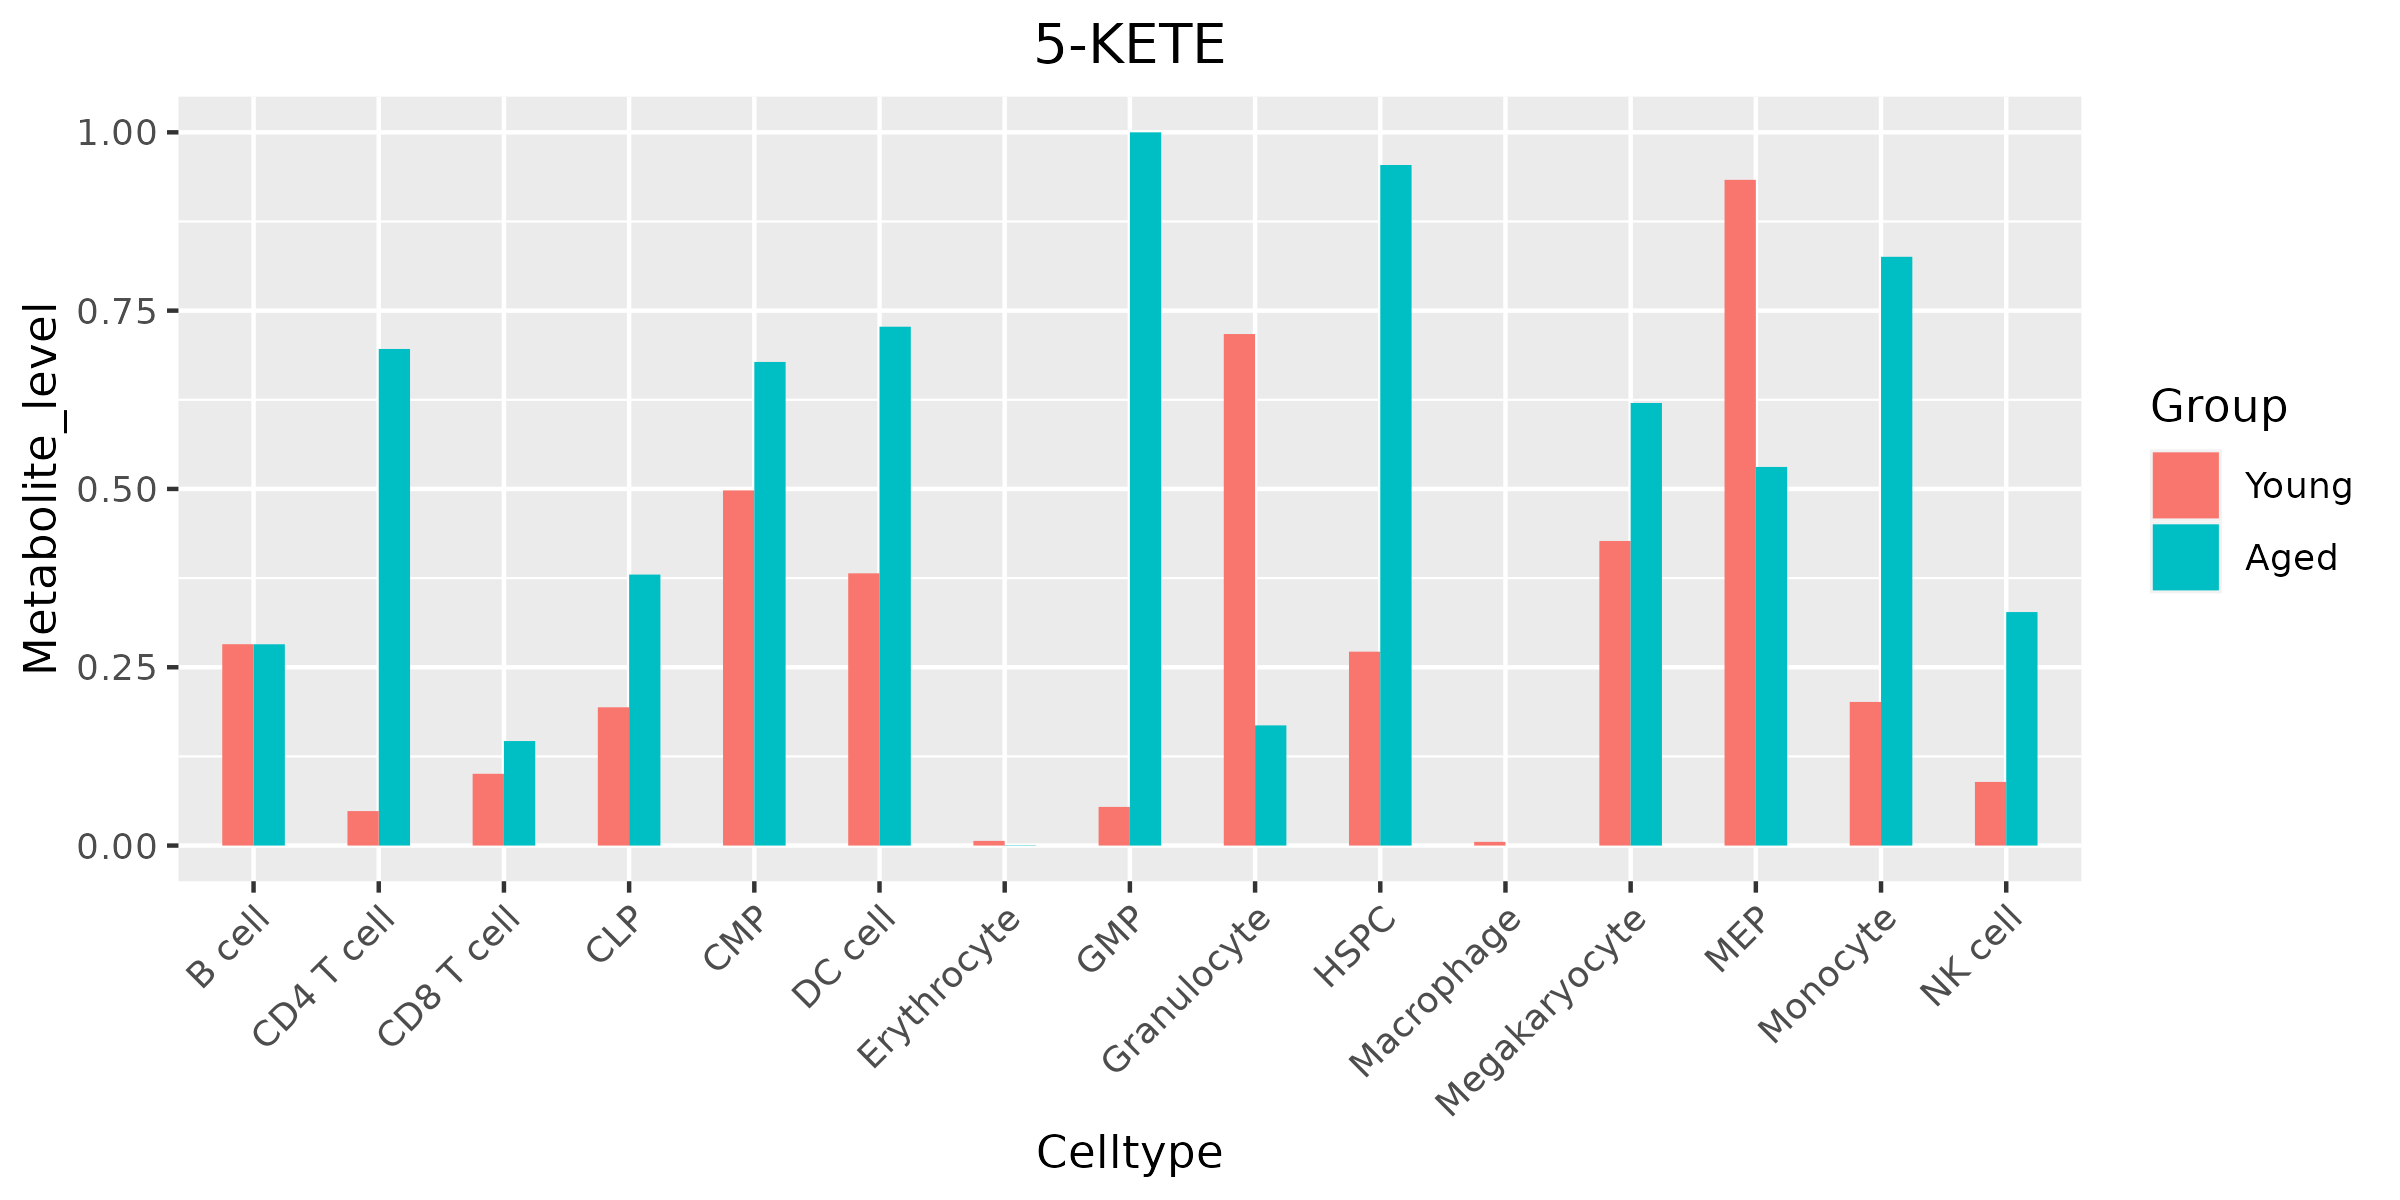 5-KETE
Metabolite_level
1.00
0.75
0.50
0.25
0.00
B cell
CD4 T cell
CD8 T cell
CLP
CMP
DC cell
Erythrocyte
GMP
Granulocyte
HSPC
Macrophage
Megakaryocyte
MEP
Monocyte
NK cell
Celltype
Group
Young
Aged